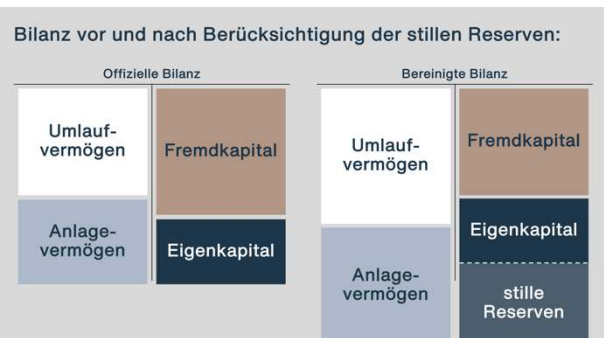 Bilanz vor und nach Berücksichtigung der stillen Reserven:
Offizielle Bilanz
Umlauf-
vermögen
Fremdkapital
Anlage-
vermögen
Eigenkapital
Bereinigte Bilanz
Umlauf-
vermögen
Fremdkapital
Eigenkapital
Anlage-
vermögen
stille
Reserven